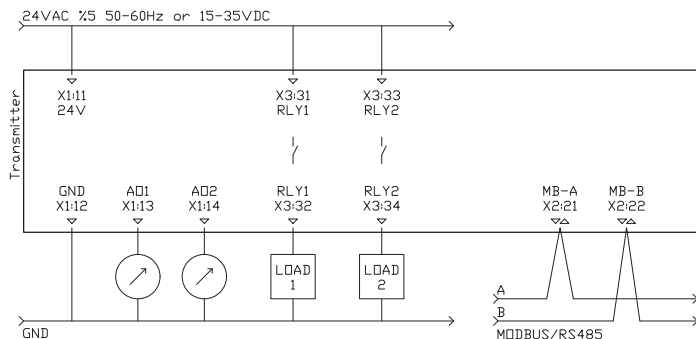 24VAC %5 50-60Hz or 15-35VDC
Transmitter
X1:11
24V
X3:31
RLY1
X3:33
RLY2
GND
X1:12
AO1
X1:13
AO2
X1:14
RLY1
X3:32
RLY2
X3:34
MB-A
X2:21
MB-B
X2:22
LOAD
1
LOAD
2
A
B
GND
MODBUS/RS485